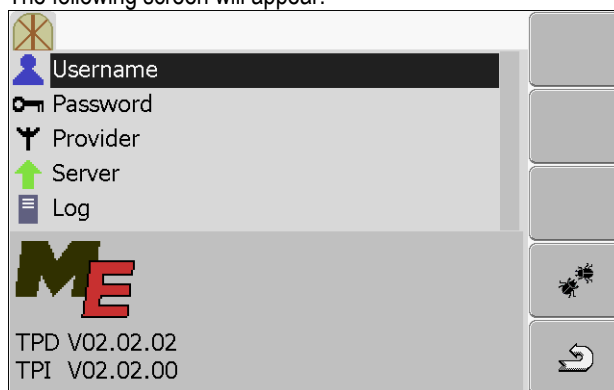 The following screen will appear:
Username
Password
Provider
Server
Log
ME
TPD V02.02.02
TPI V02.02.00